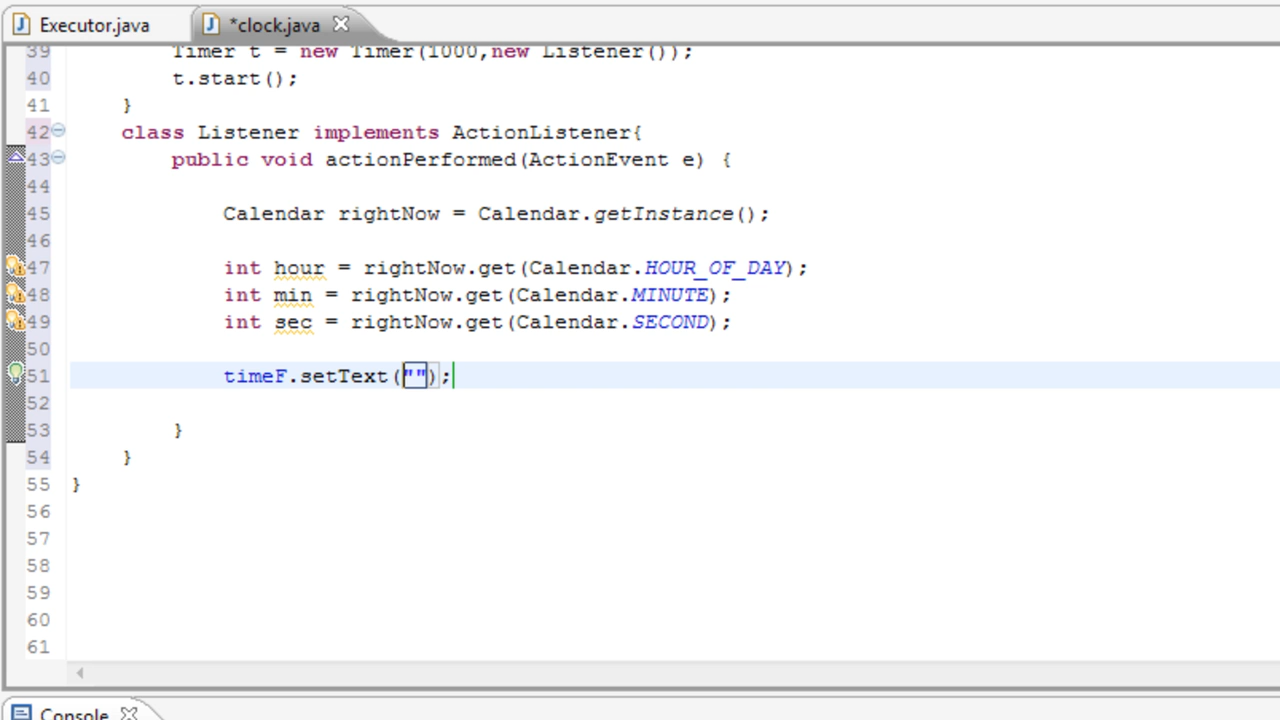 Executor.java *clock.java
39 Timer t = new Timer(1000,new Listener());
40 t.start();
41 }
42 class Listener implements ActionListener{
43 public void actionPerformed(ActionEvent e) {
44
45 Calendar rightNow = Calendar.getInstance();
46
47 int hour = rightNow.get(Calendar.HOUR_OF_DAY);
48 int min = rightNow.get(Calendar.MINUTE);
49 int sec = rightNow.get(Calendar.SECOND);
50
51 timeF.setText("");
52
53 }
54 }
55 }
56
57
58
59
60
61
Console